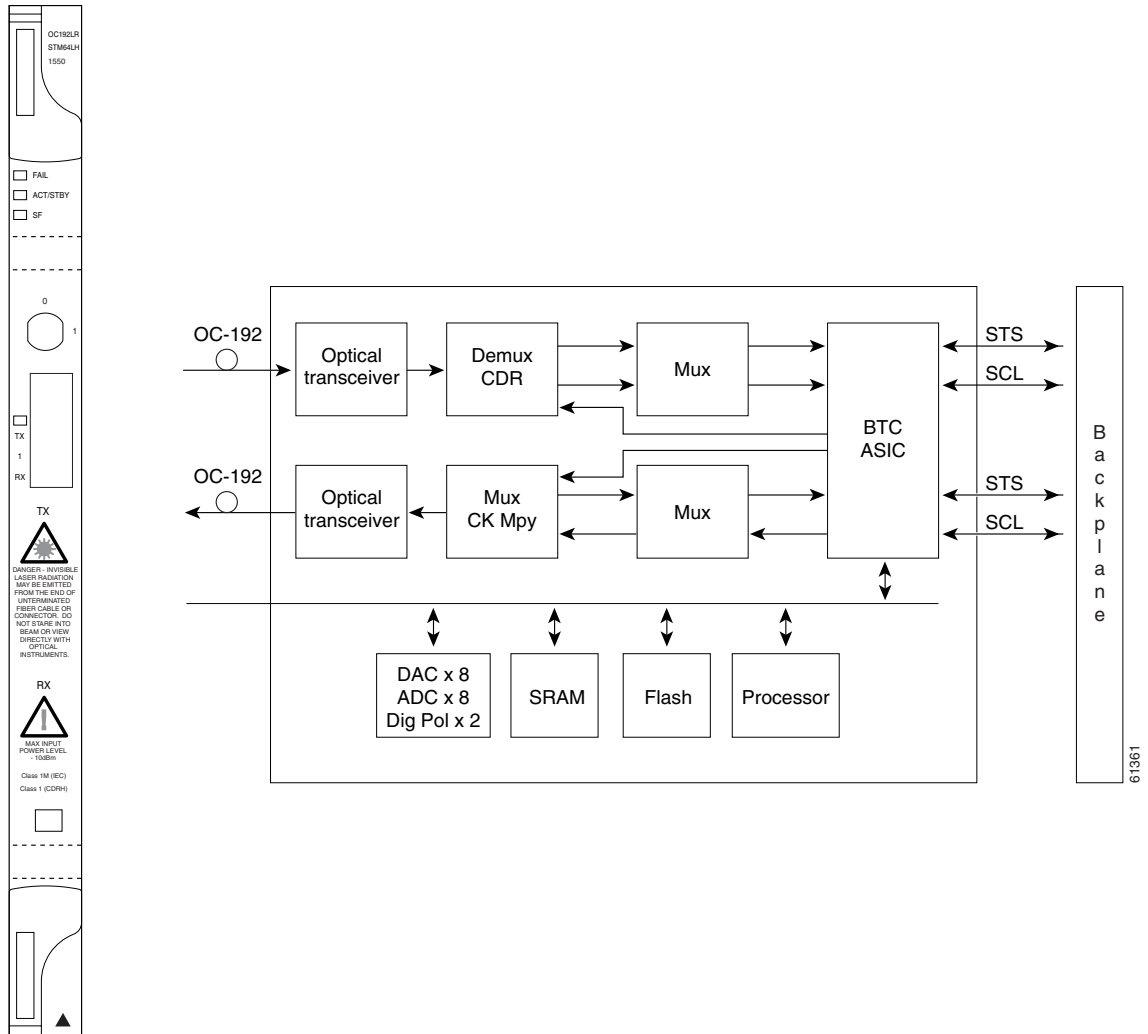 OC192LR
STM64LH
1550
FAIL
ACT/STBY
SF
0
1
TX
1
RX
TX
DANGER - INVISIBLE
LASER RADIATION
MAY BE EMITTED
FROM THE END OF
UNTERMINATED
FIBER CABLE OR
CONNECTOR. DO
NOT STARE INTO
BEAM OR VIEW
DIRECTLY WITH
OPTICAL
INSTRUMENTS.
RX
!
MAX INPUT
POWER LEVEL
- 10dBm
Class 1M (IEC)
Class 1 (CDRH)
OC-192
Optical
transceiver
Demux
CDR
Mux
BTC
ASIC
STS
SCL
OC-192
Optical
transceiver
Mux
CK Mpy
Mux
STS
SCL
DAC x 8
ADC x 8
Dig Pol x 2
SRAM
Flash
Processor
Backplane
61361